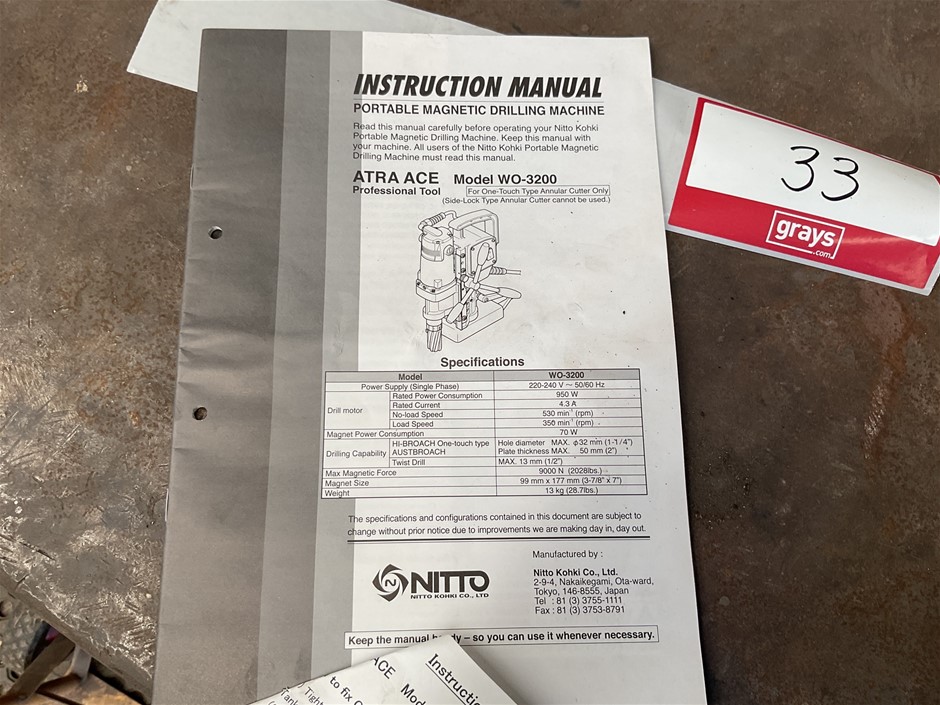 INSTRUCTION MANUAL
PORTABLE MAGNETIC DRILLING MACHINE
Read this manual carefully before operating your Nitto Kohki
Portable Magnetic Drilling Machine. Keep this manual with
your machine. All users of the Nitto Kohki Portable Magnetic
Drilling Machine must read this manual.
ATRA ACE Model WO-3200
Professional Tool For One-Touch Type Annular Cutter Only
(Side-Lock Type Annular Cutter cannot be used.)
33
grays
.com
Specifications
Model WO-3200
Power Supply (Single Phase) 220-240 V ~ 50/60 Hz
Drill motor Rated Power Consumption 950 W
Rated Current 4.3 A
No-load Speed 530 min⁻¹ (rpm)
Load Speed 350 min⁻¹ (rpm)
Magnet Power Consumption 70 W
Drilling Capability HI-BROACH One-touch type Hole diameter MAX. φ32 mm (1-1/4")
AUSTBROACH Plate thickness MAX. 50 mm (2")
Twist Drill MAX. 13 mm (1/2")
Max Magnetic Force 9000 N (2028lbs.)
Magnet Size 99 mm x 177 mm (3-7/8" x 7")
Weight 13 kg (28.7lbs.)
The specifications and configurations contained in this document are subject to
change without prior notice due to improvements we are making day in, day out.
Manufactured by :
NITTO
NITTO KOHKI CO., LTD
Nitto Kohki Co., Ltd.
2-9-4, Nakaikegami, Ota-ward,
Tokyo, 146-8555, Japan
Tel : 81 (3) 3755-1111
Fax : 81 (3) 3753-8791
Keep the manual – so you can use it whenever necessary.
Instructi
ACE Mod
to fix
Tigh
Tank